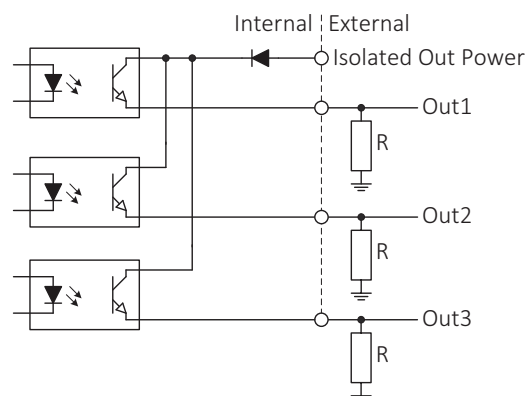 Internal External
Isolated Out Power
Out1
R
Out2
R
Out3
R